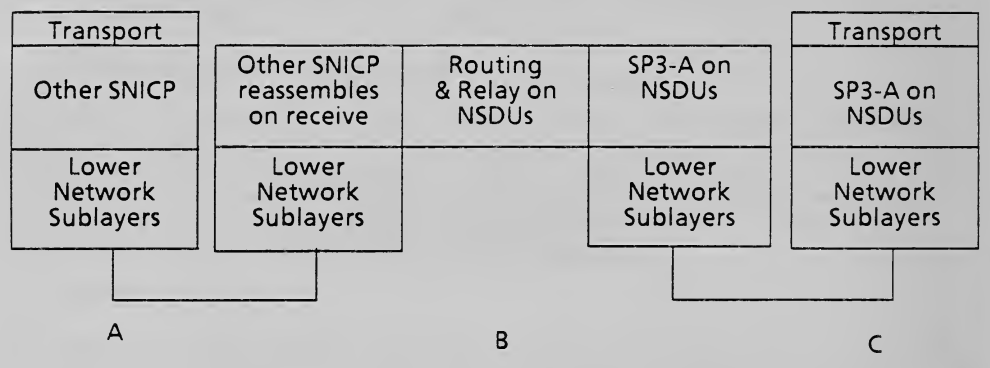 Transport
Other SNICP
Lower
Network
Sublayers
Other SNICP
reassembles
on receive
Lower
Network
Sublayers
Routing
& Relay on
NSDUs
SP3-A on
NSDUs
Lower
Network
Sublayers
Transport
SP3-A on
NSDUs
Lower
Network
Sublayers
A
B
C